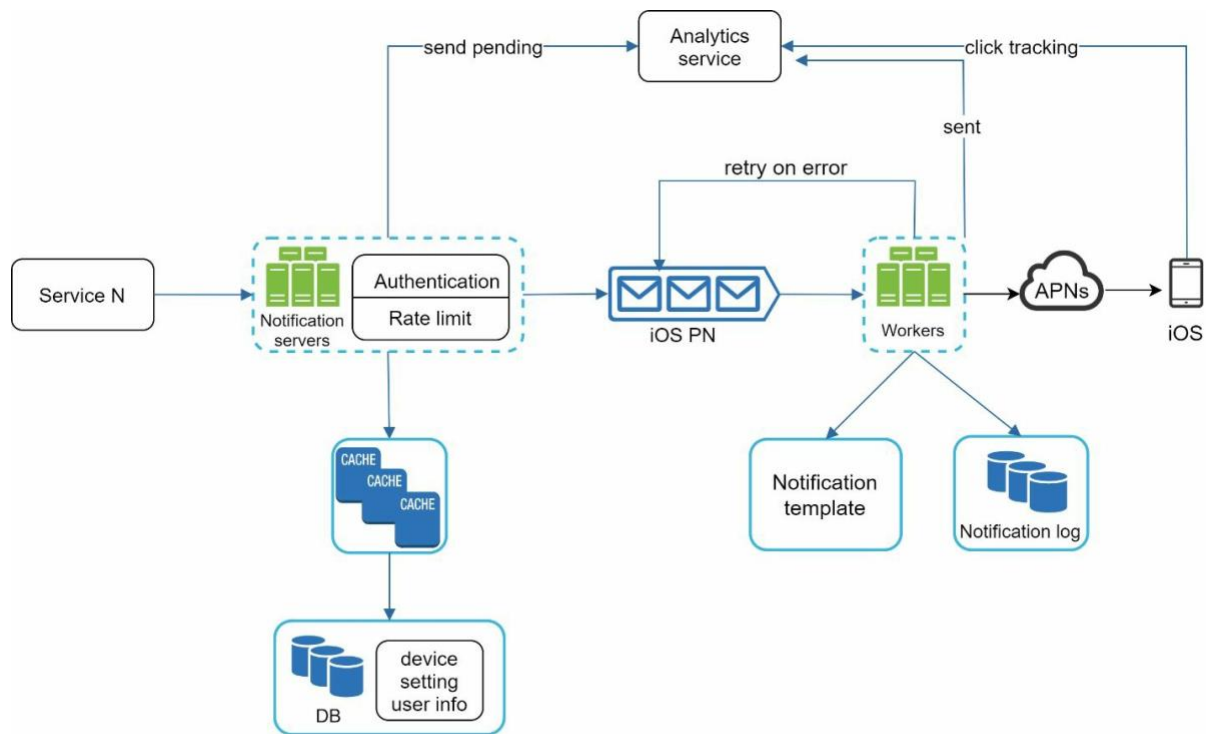 send pending
Analytics
service
click tracking
sent
retry on error
Service N
Notification
servers
Authentication
Rate limit
iOS PN
Workers
APNs
iOS
CACHE
CACHE
CACHE
Notification
template
Notification log
DB
device
setting
user info